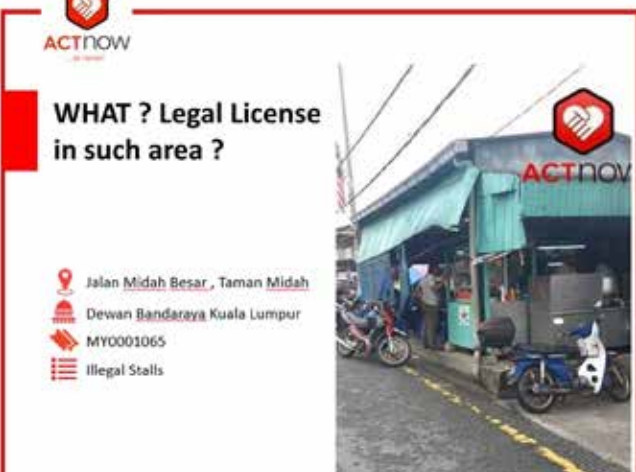 ACTNOW
WHAT ? Legal License
in such area ?
ACTNOW
Jalan Midah Besar , Taman Midah
Dewan Bandaraya Kuala Lumpur
MY0001065
Illegal Stalls